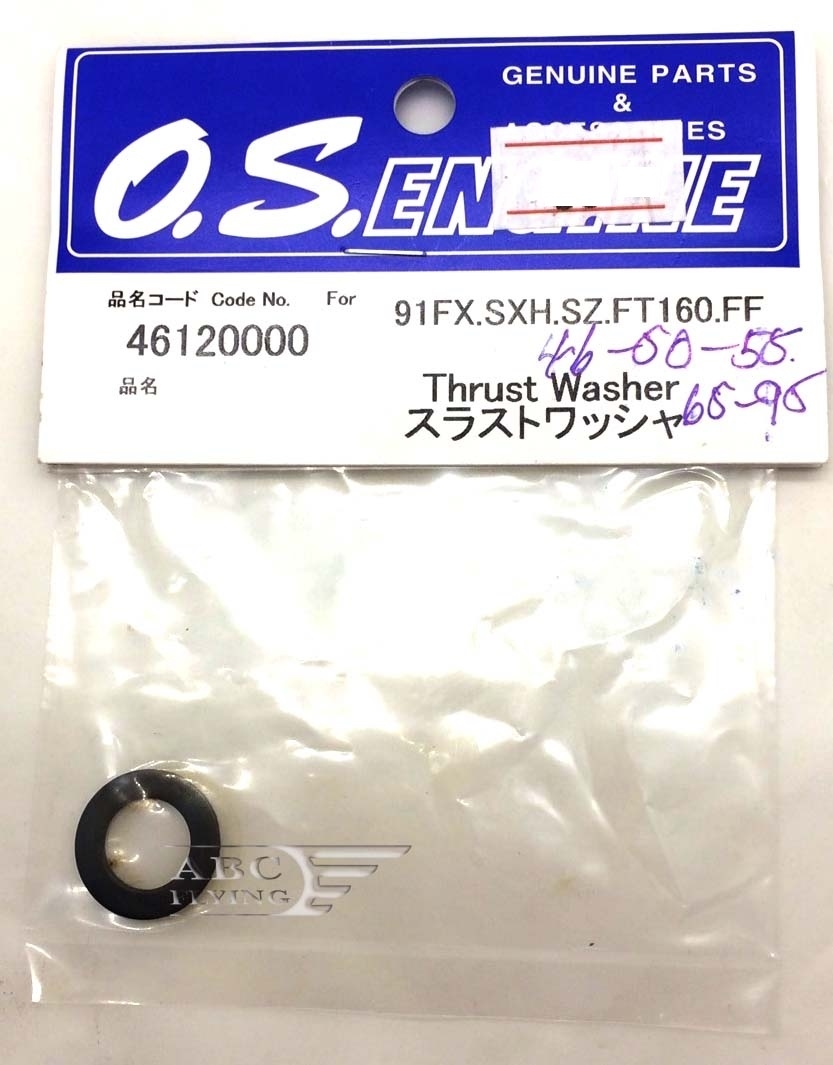 GENUINE PARTS
&
O.S.ENGINE
品名コード Code No. For 91FX.SXH.SZ.FT160.FF
46120000
46-50-55.
品名 Thrust Washer
スラストワッシャ 65-95
ABC
FLYING